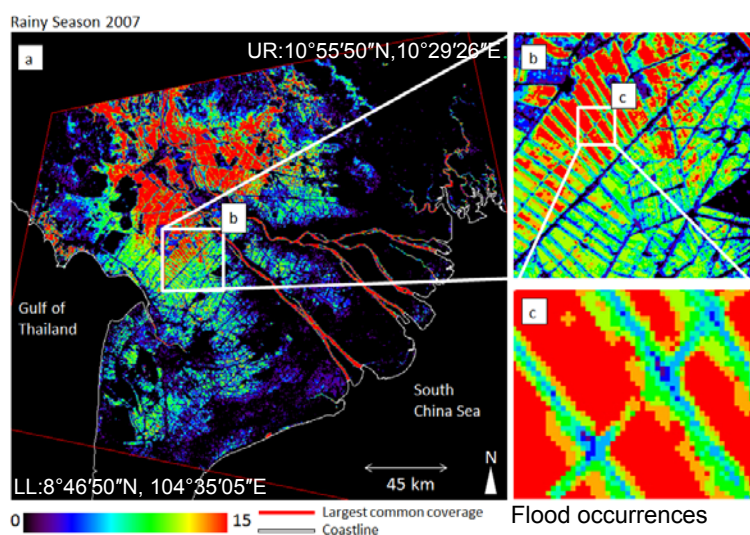 Rainy Season 2007
a
UR:10°55′50″N,10°29′26″E
b
Gulf of
Thailand
South
China Sea
N
45 km
LL:8°46′50″N, 104°35′05″E
b
c
c
0
15
Largest common coverage
Coastline
Flood occurrences